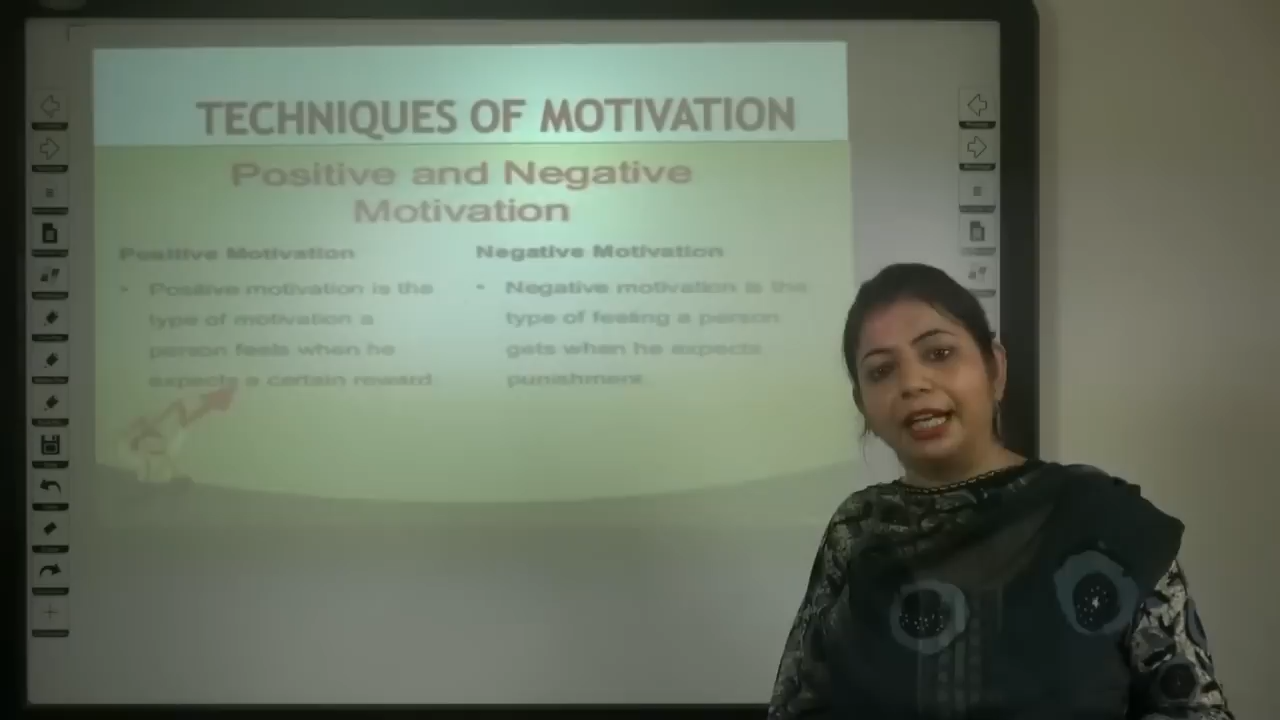 TECHNIQUES OF MOTIVATION
Positive and Negative
Motivation
Positive Motivation
• Positive motivation is the
type of motivation a
person feels when he
expects a certain reward
Negative Motivation
• Negative motivation is the
type of feeling a person
gets when he expects
punishment